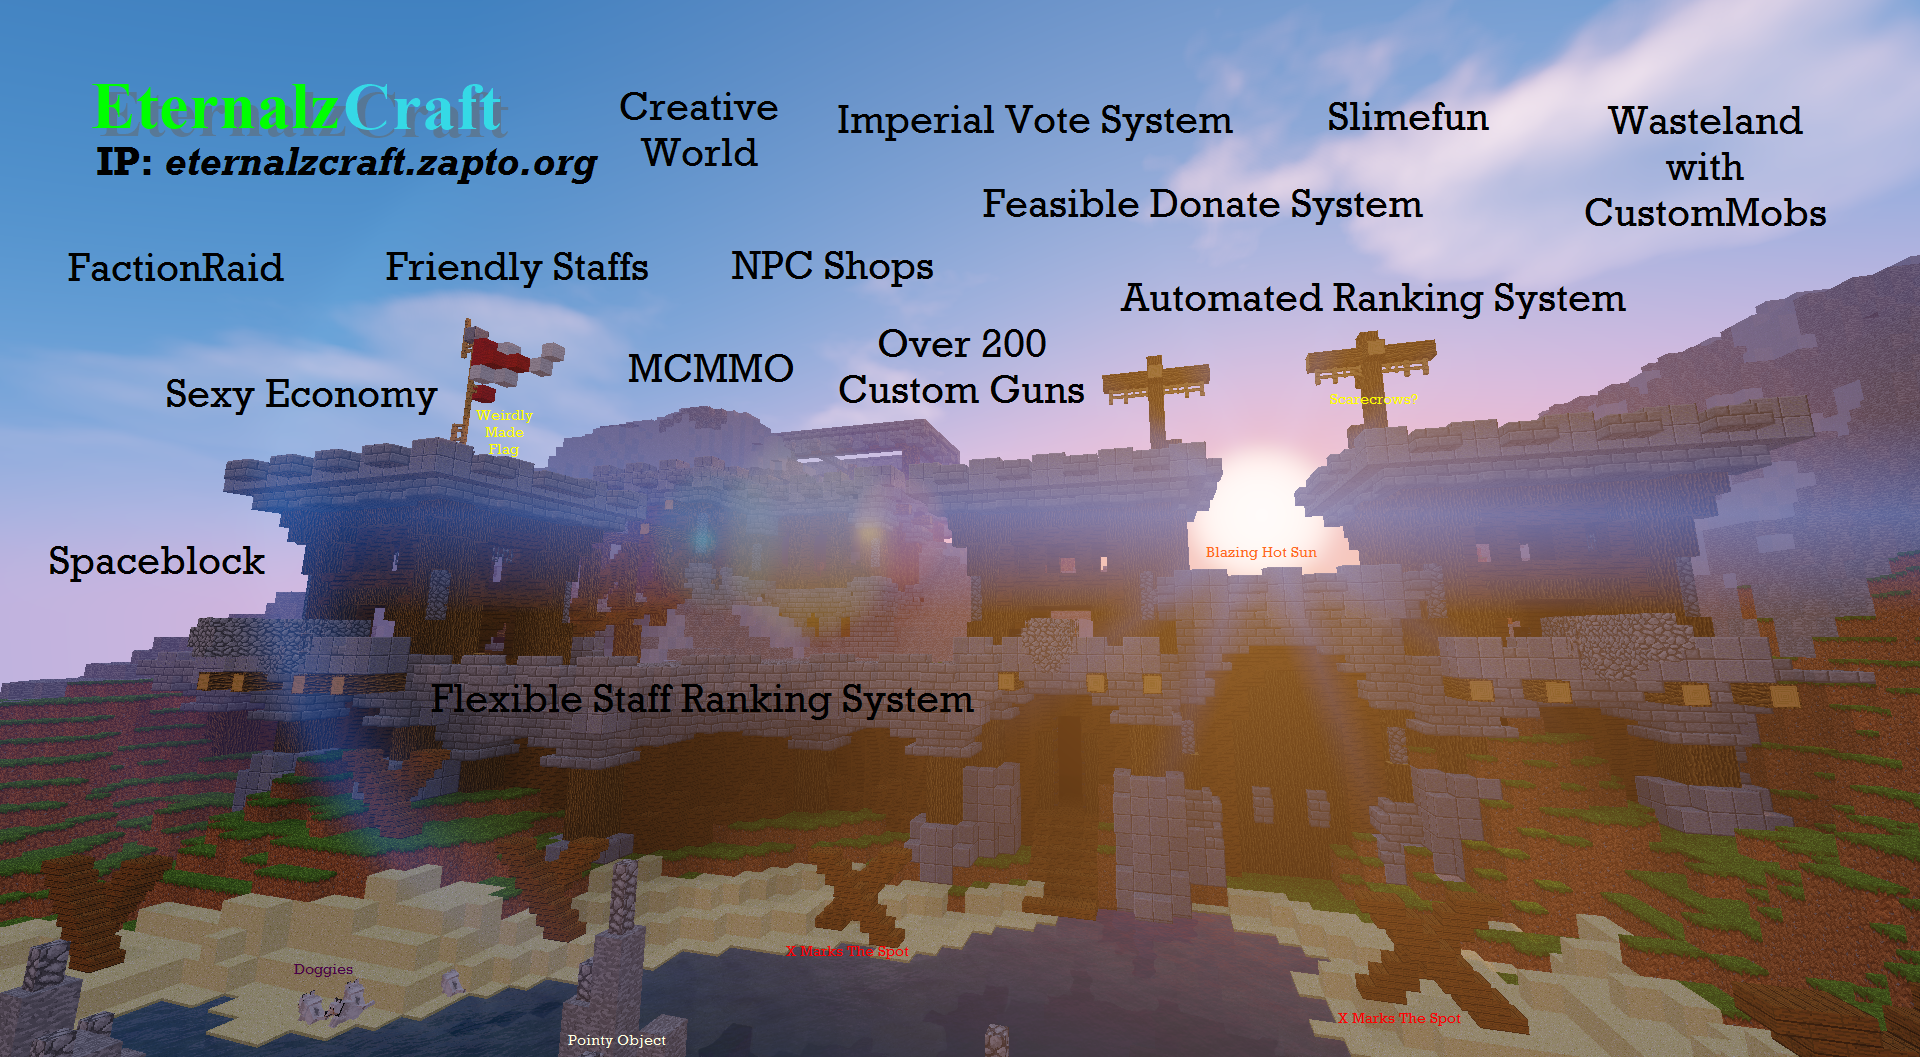 EternalzCraft
IP: eternalzcraft.zapto.org
Creative
World
Imperial Vote System
Slimefun
Wasteland
with
CustomMobs
Feasible Donate System
FactionRaid
Friendly Staffs
NPC Shops
Automated Ranking System
Sexy Economy
MCMMO
Over 200
Custom Guns
Weirdly
Made
Flag
Scarecrows?
Spaceblock
Blazing Hot Sun
Flexible Staff Ranking System
X Marks The Spot
Doggies
X Marks The Spot
Pointy Object